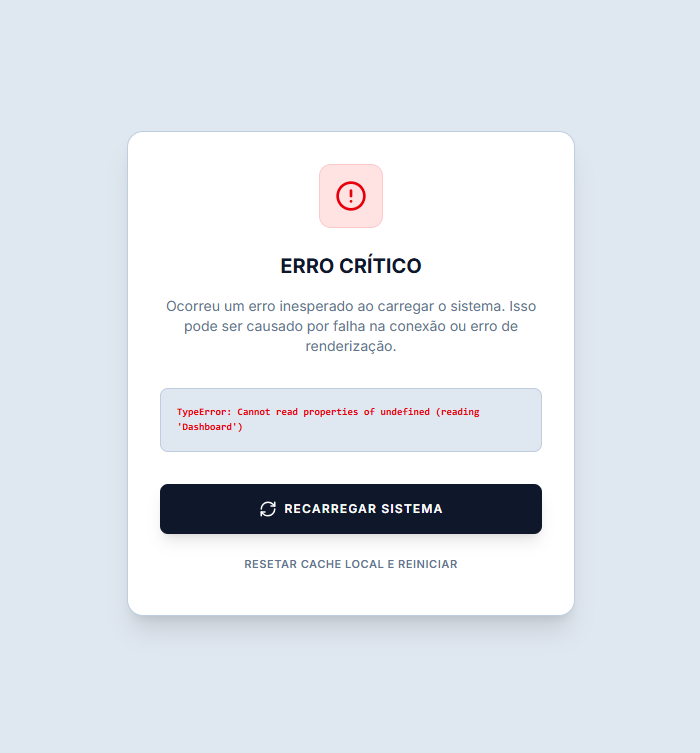 ERRO CRÍTICO
Ocorreu um erro inesperado ao carregar o sistema. Isso
pode ser causado por falha na conexão ou erro de
renderização.
TypeError: Cannot read properties of undefined (reading
'Dashboard')
RECARREGAR SISTEMA
RESETAR CACHE LOCAL E REINICIAR